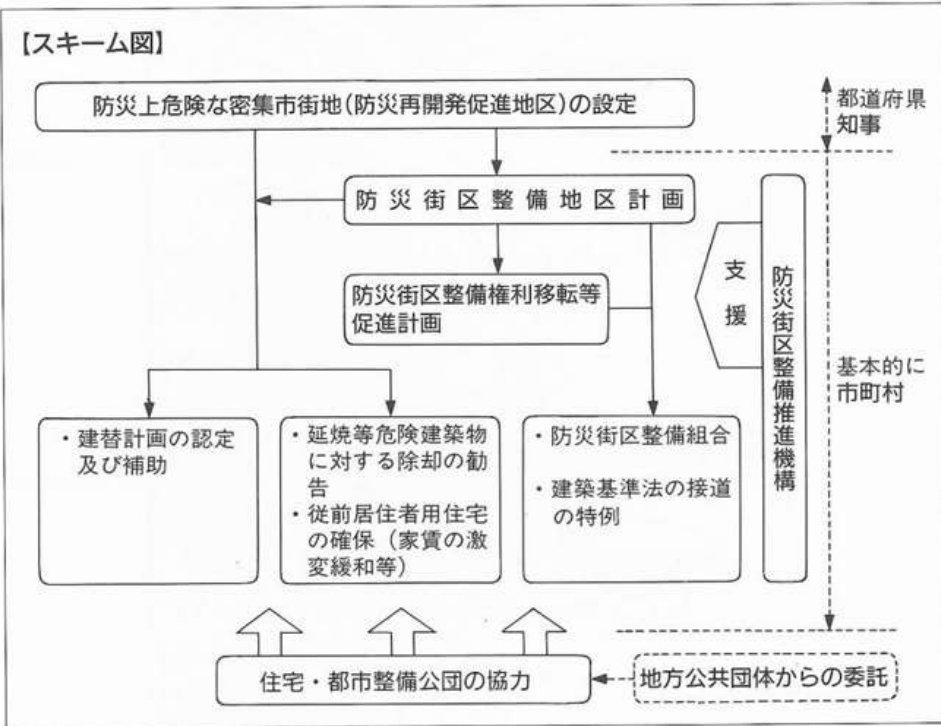 【スキーム図】
防災上危険な密集市街地(防災再開発促進地区)の設定
都道府県
知事
防災街区整備地区計画
支援
防災街区整備推進機構
防災街区整備権利移転等
促進計画
基本的に
市町村
・建替計画の認定
及び補助
・延焼等危険建築物
に対する除却の勧
告
・従前居住者用住宅
の確保（家賃の激
変緩和等）
・防災街区整備組合
・建築基準法の接道
の特例
住宅・都市整備公団の協力
地方公共団体からの委託